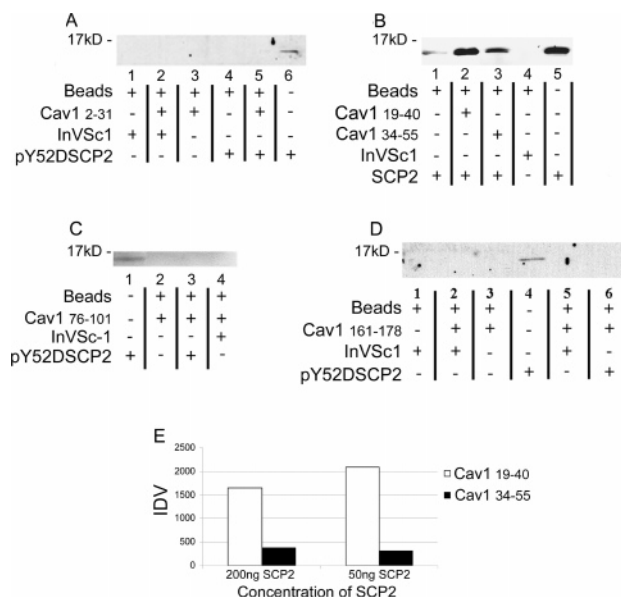 A
17kD -
1 2 3 4 5 6
Beads + + + + + -
Cav1 2-31 - + + - + -
InVSc1 + + - - - -
pY52DSCP2 - - - + + +
B
17kD -
1 2 3 4 5
Beads + + + + -
Cav1 19-40 - + - - -
Cav1 34-55 - - + - -
InVSc1 - - - + -
SCP2 + + + - +
C
17kD -
1 2 3 4
Beads - + + +
Cav1 76-101 - + + +
InVSc-1 - - - +
pY52DSCP2 + - + -
D
17kD -
1 2 3 4 5 6
Beads + + + - + +
Cav1 161-178 - + + - + +
InVSc1 + + - - + -
pY52DSCP2 - - - + - +
E
IDV
2500
2000
1500
1000
500
0
200ng SCP2 50ng SCP2
Concentration of SCP2
Cav1 19-40
Cav1 34-55